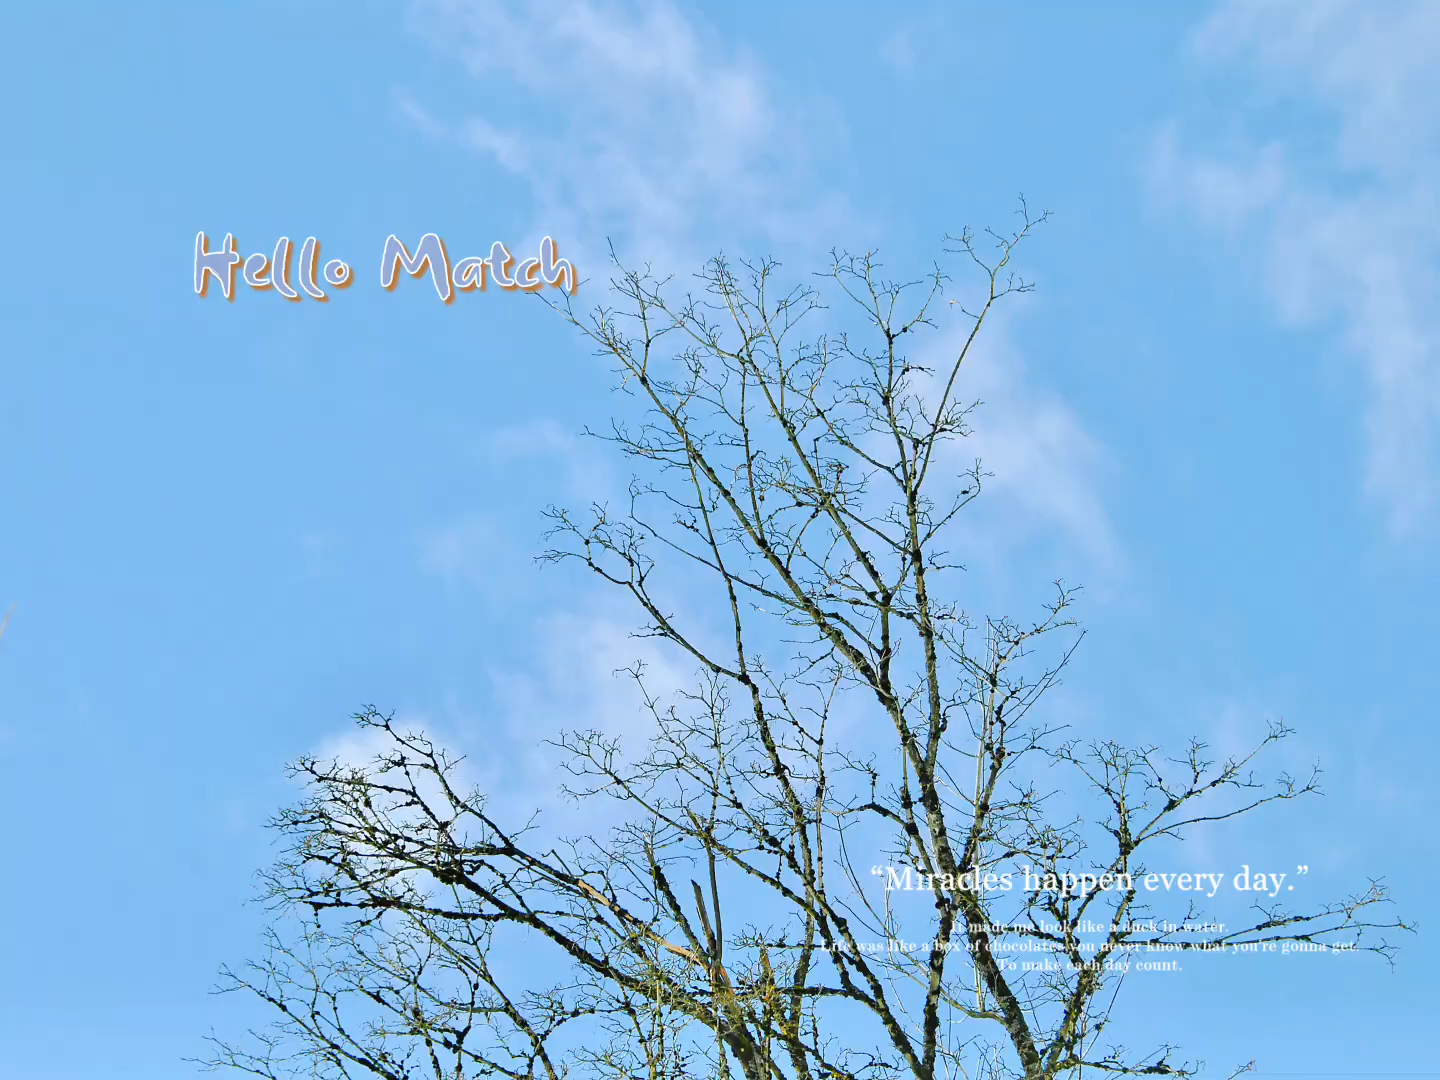 Hello Match
“Miracles happen every day.”
It made me look like a duck in water.
Life was like a box of chocolates you never know what you're gonna get.
To make each day count.